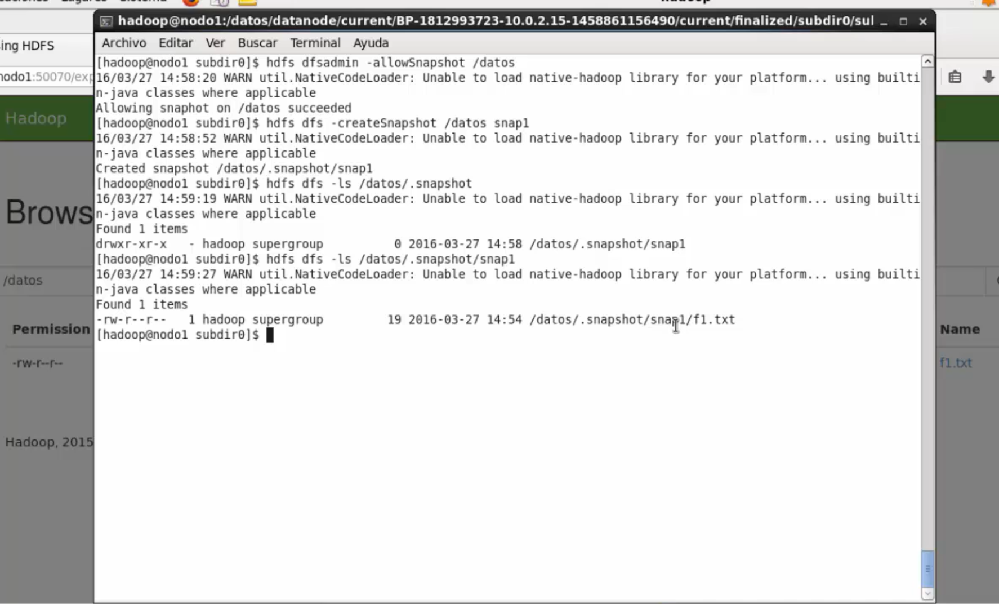 hadoop
hadoop@nodo1:/datos/datanode/current/BP-1812993723-10.0.2.15-1458861156490/current/finalized/subdir0/sul
Archivo Editar Ver Buscar Terminal Ayuda
ing HDFS
nodo1:50070/exp
Hadoop
[hadoop@nodo1 subdir0]$ hdfs dfsadmin -allowSnapshot /datos
16/03/27 14:58:20 WARN util.NativeCodeLoader: Unable to load native-hadoop library for your platform... using builti
n-java classes where applicable
Allowing snaphot on /datos succeeded
[hadoop@nodo1 subdir0]$ hdfs dfs -createSnapshot /datos snap1
16/03/27 14:58:52 WARN util.NativeCodeLoader: Unable to load native-hadoop library for your platform... using builti
n-java classes where applicable
Created snapshot /datos/.snapshot/snap1
[hadoop@nodo1 subdir0]$ hdfs dfs -ls /datos/.snapshot
16/03/27 14:59:19 WARN util.NativeCodeLoader: Unable to load native-hadoop library for your platform... using builti
n-java classes where applicable
Found 1 items
drwxr-xr-x - hadoop supergroup 0 2016-03-27 14:58 /datos/.snapshot/snap1
[hadoop@nodo1 subdir0]$ hdfs dfs -ls /datos/.snapshot/snap1
16/03/27 14:59:27 WARN util.NativeCodeLoader: Unable to load native-hadoop library for your platform... using builti
n-java classes where applicable
Found 1 items
-rw-r--r-- 1 hadoop supergroup 19 2016-03-27 14:54 /datos/.snapshot/snap1/f1.txt
[hadoop@nodo1 subdir0]$
Brows
/datos
Permission
Name
-rw-r--r--
f1.txt
Hadoop, 2015